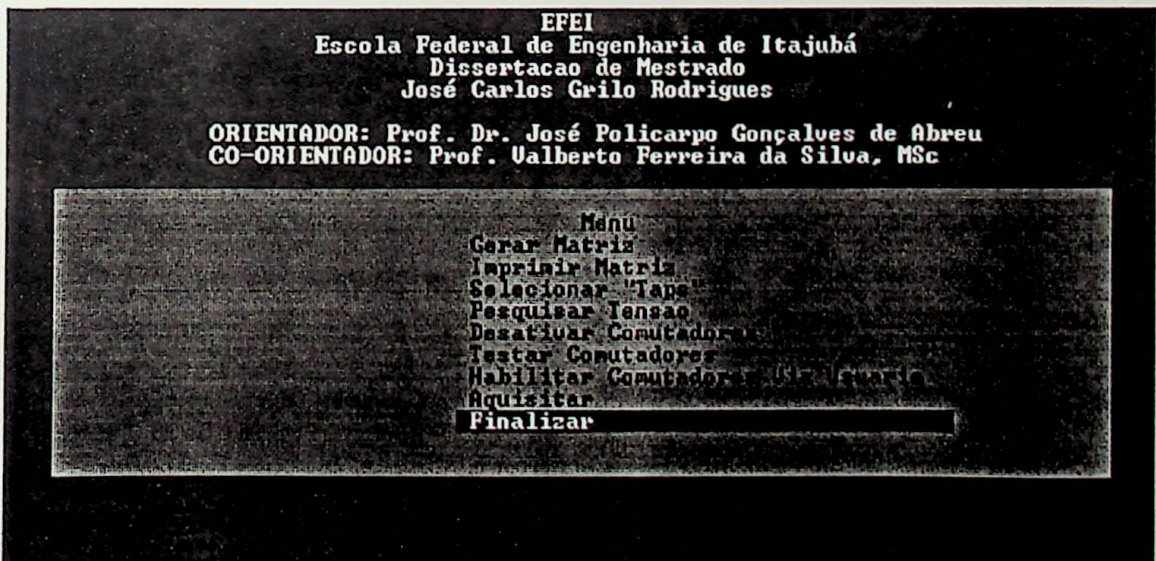 EFEI
Escola Federal de Engenharia de Itajubá
Dissertacao de Mestrado
José Carlos Grilo Rodrigues
ORIENTADOR: Prof. Dr. José Policarpo Gonçalves de Abreu
CO-ORIENTADOR: Prof. Valberto Ferreira da Silva, MSc
Menu
Gerar Matriz
Imprimir Matriz
Selecionar "Taps"
Pesquisar Tensao
Desativar Comutadores
Testar Comutadores
Habilitar Comutadores Via Usuario
Aquisitar
Finalizar